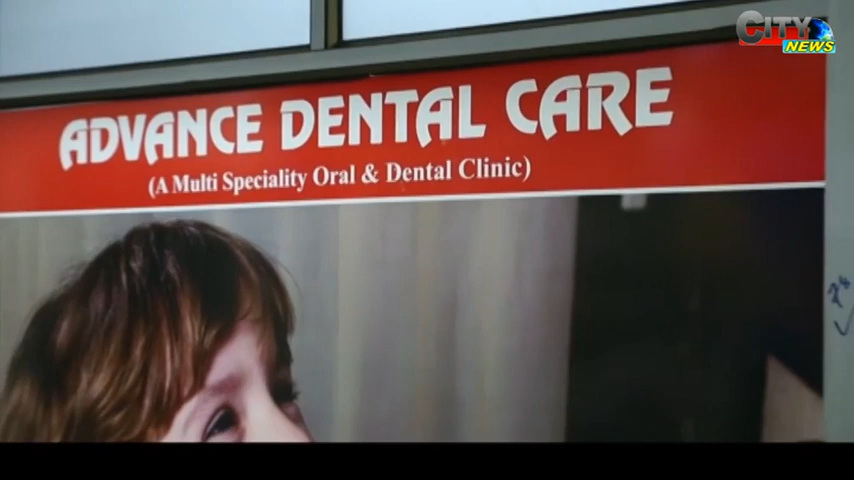 CITY
NEWS
ADVANCE DENTAL CARE
(A Multi Speciality Oral & Dental Clinic)